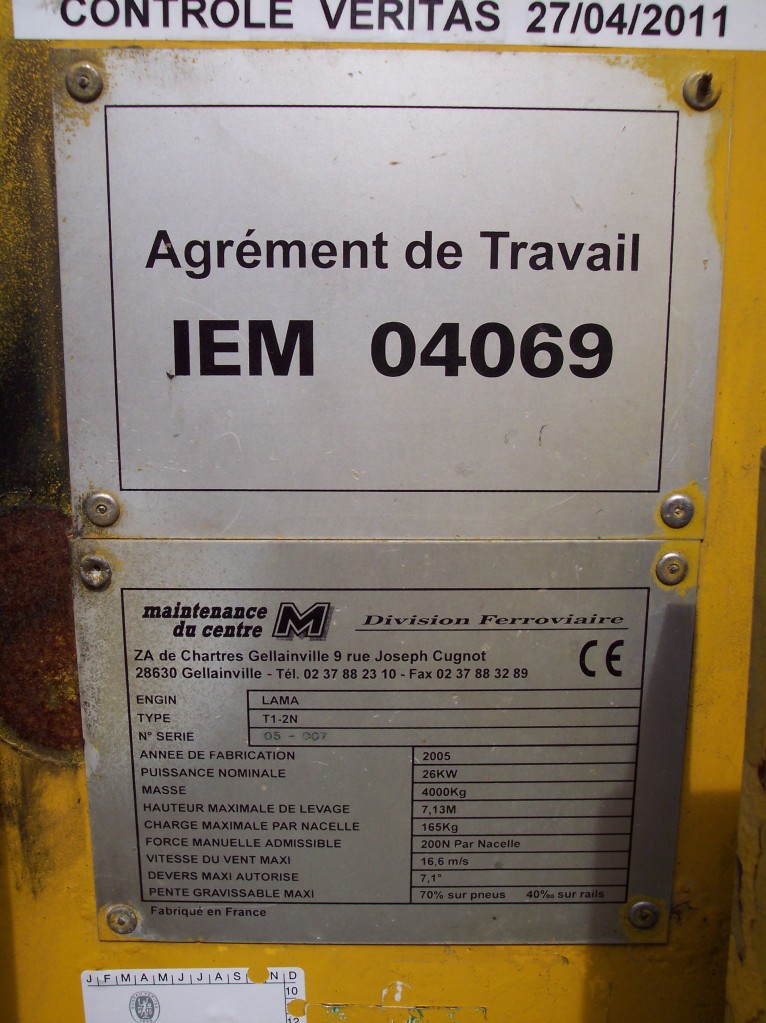 CONTROLE VERITAS 27/04/2011
Agrément de Travail
IEM 04069
maintenance
du centre
M
Division Ferroviaire
ZA de Chartres Gellainville 9 rue Joseph Cugnot
28630 Gellainville - Tél. 02 37 88 23 10 - Fax 02 37 88 32 89
CE
ENGIN LAMA
TYPE T1-2N
N° SERIE 05 - 007
ANNEE DE FABRICATION 2005
PUISSANCE NOMINALE 26KW
MASSE 4000Kg
HAUTEUR MAXIMALE DE LEVAGE 7,13M
CHARGE MAXIMALE PAR NACELLE 165Kg
FORCE MANUELLE ADMISSIBLE 200N Par Nacelle
VITESSE DU VENT MAXI 16,6 m/s
DEVERS MAXI AUTORISE 7,1°
PENTE GRAVISSABLE MAXI 70% sur pneus 40‰ sur rails
Fabriqué en France
J F M A M J J A S N D
10
12